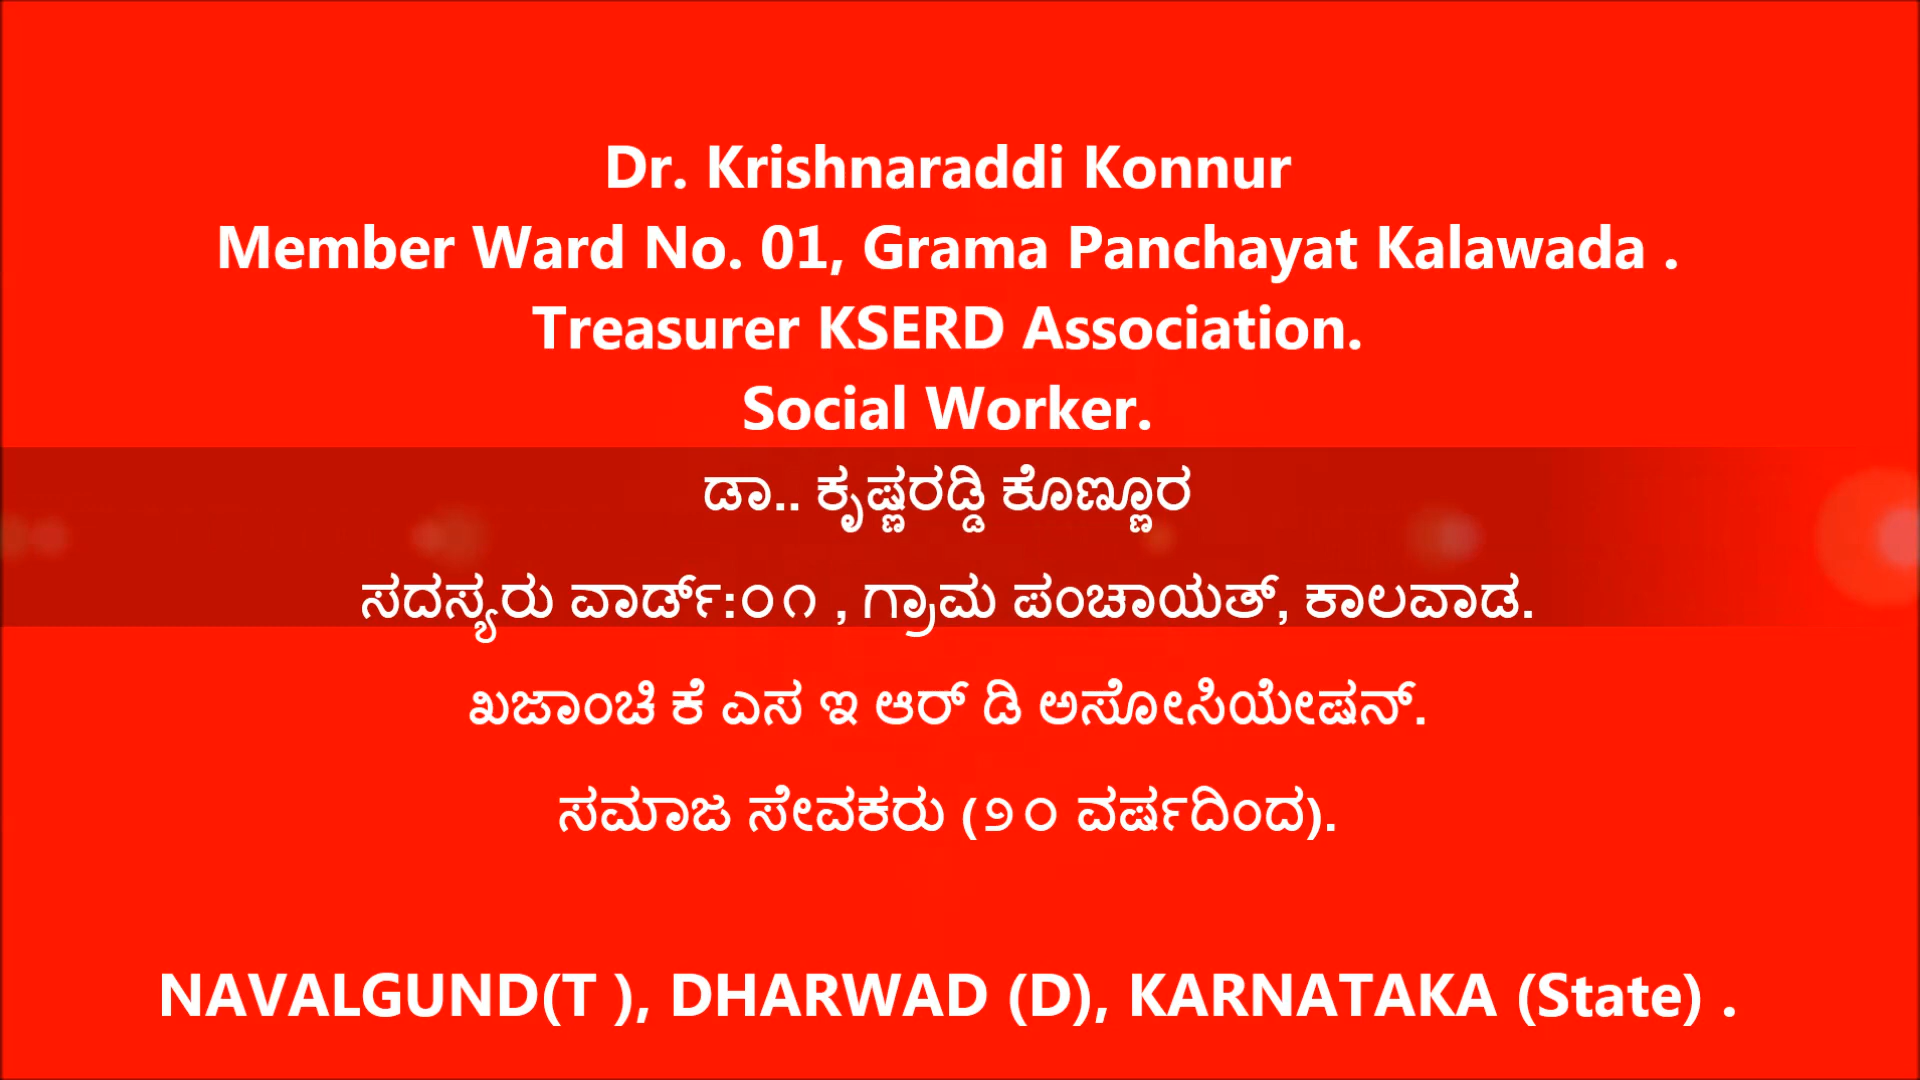 Dr. Krishnaraddi Konnur
Member Ward No. 01, Grama Panchayat Kalawada .
Treasurer KSERD Association.
Social Worker.
ಡಾ.. ಕೃಷ್ಣರಡ್ಡಿ ಕೊಣ್ಣೂರ
ಸದಸ್ಯರು ವಾರ್ಡ್:೦೧ , ಗ್ರಾಮ ಪಂಚಾಯತ್, ಕಾಲವಾಡ.
ಖಜಾಂಚಿ ಕೆ ಎಸ ಇ ಆರ್ ಡಿ ಅಸೋಸಿಯೇಷನ್.
ಸಮಾಜ ಸೇವಕರು (೨೦ ವರ್ಷದಿಂದ).
NAVALGUND(T ), DHARWAD (D), KARNATAKA (State) .